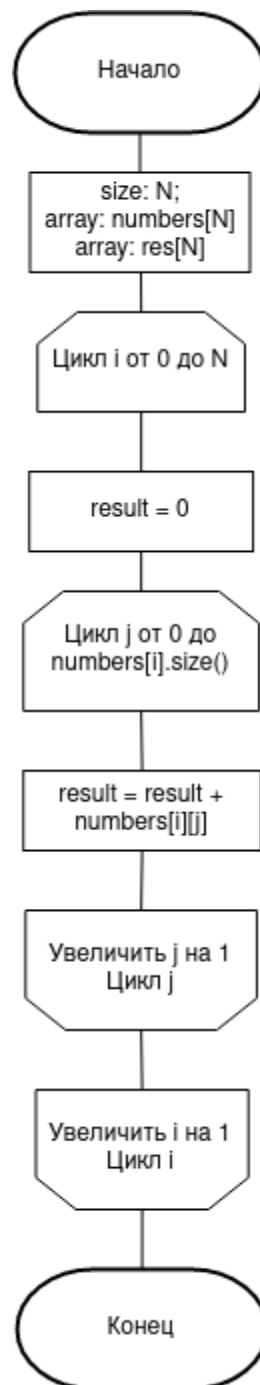 Начало
size: N;
array: numbers[N]
array: res[N]
Цикл i от 0 до N
result = 0
Цикл j от 0 до
numbers[i].size()
result = result +
numbers[i][j]
Увеличить j на 1
Цикл j
Увеличить i на 1
Цикл i
Конец